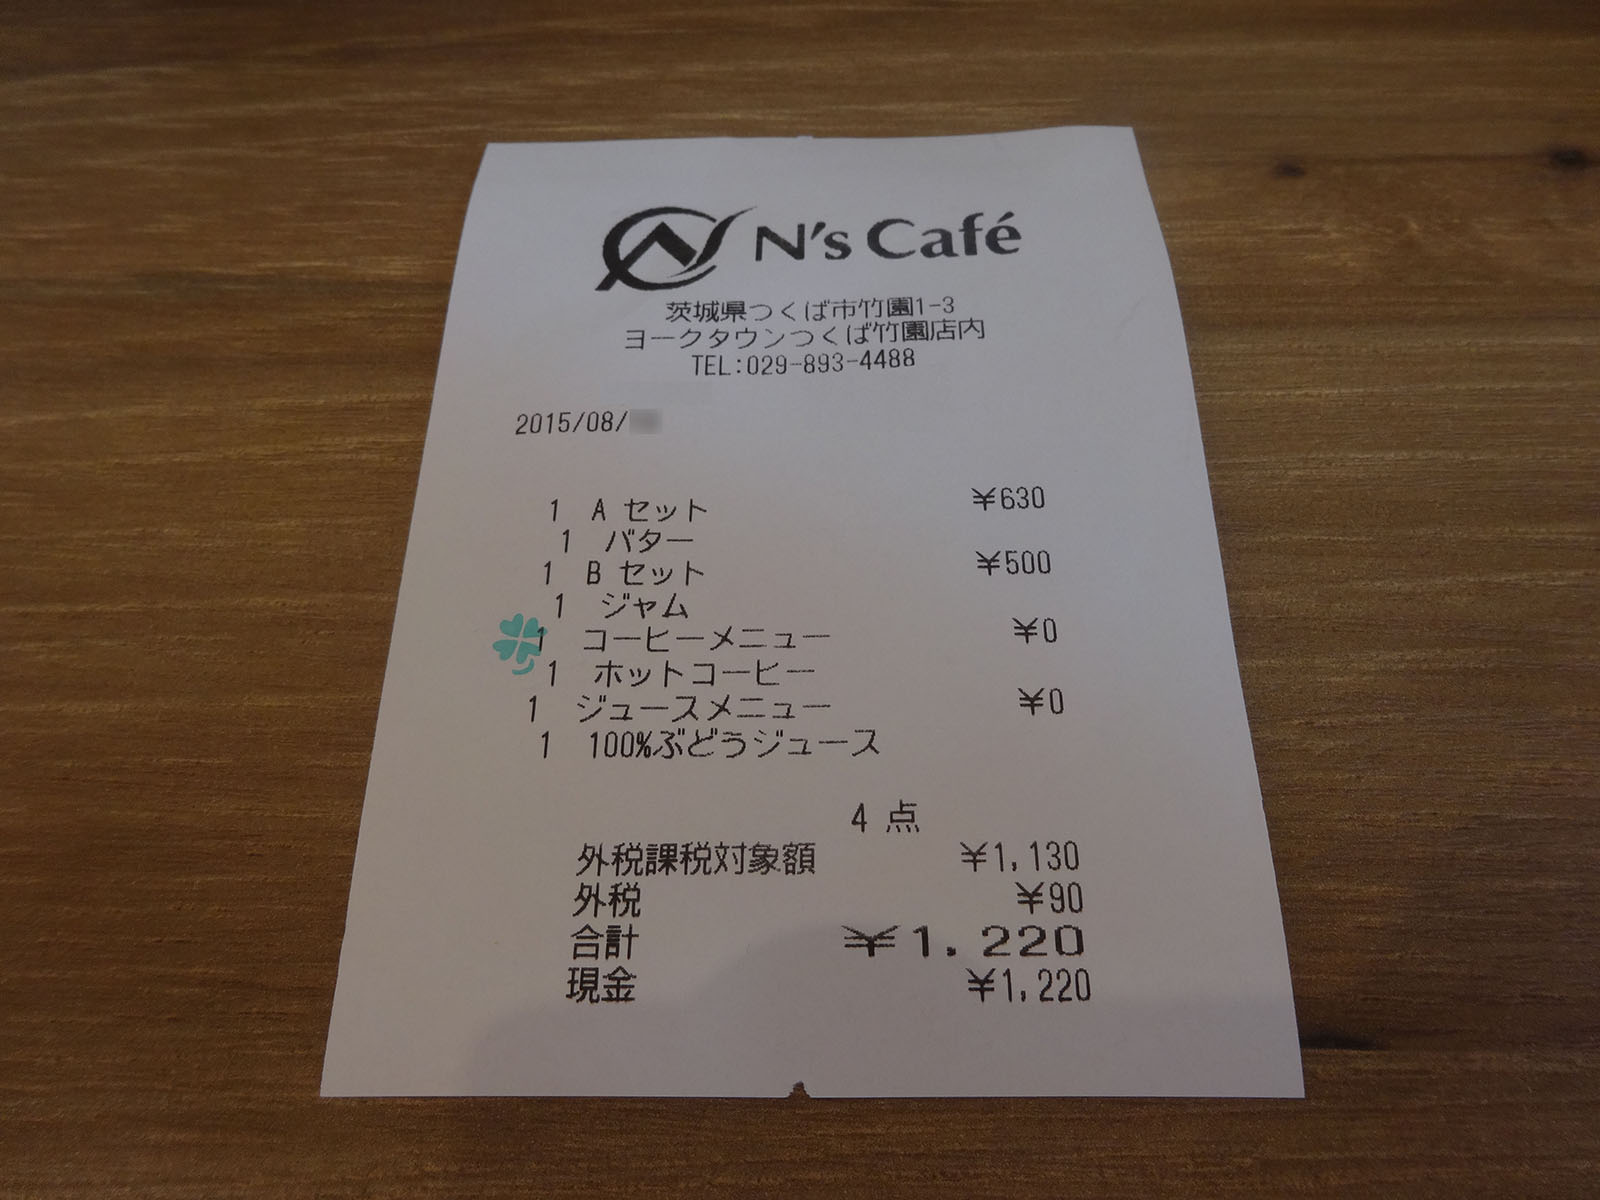 N's Café
茨城県つくば市竹園1-3
ヨークタウンつくば竹園店内
TEL:029-893-4488
2015/08/
1 A セット ¥630
1 バター
1 B セット ¥500
1 ジャム
1 コーヒーメニュー ¥0
1 ホットコーヒー
1 ジュースメニュー ¥0
1 100%ぶどうジュース
4 点
外税課税対象額 ¥1,130
外税 ¥90
合計 ¥1,220
現金 ¥1,220